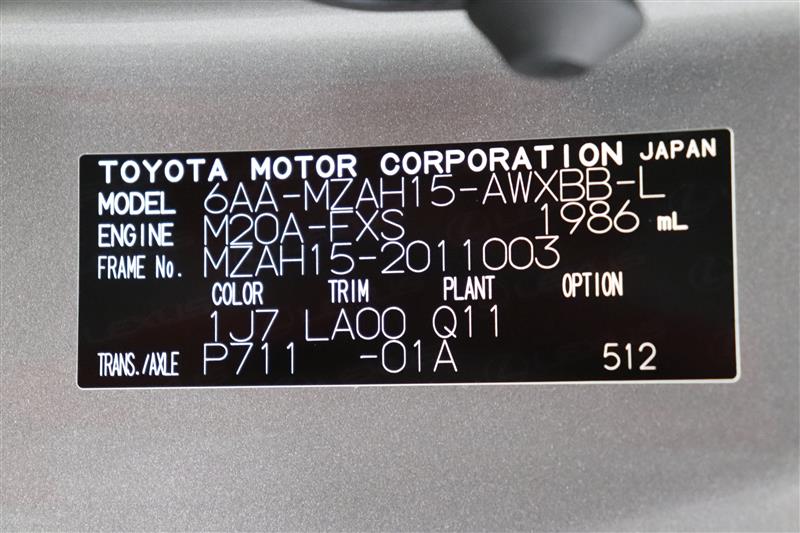 TOYOTA MOTOR CORPORATION JAPAN
MODEL 6AA-MZAH15-AWXBB-L
ENGINE M20A-FXS 1986 mL
FRAME No. MZAH15-2011003
COLOR TRIM PLANT OPTION
1J7 LA00 Q11
TRANS./AXLE P711 -01A 512